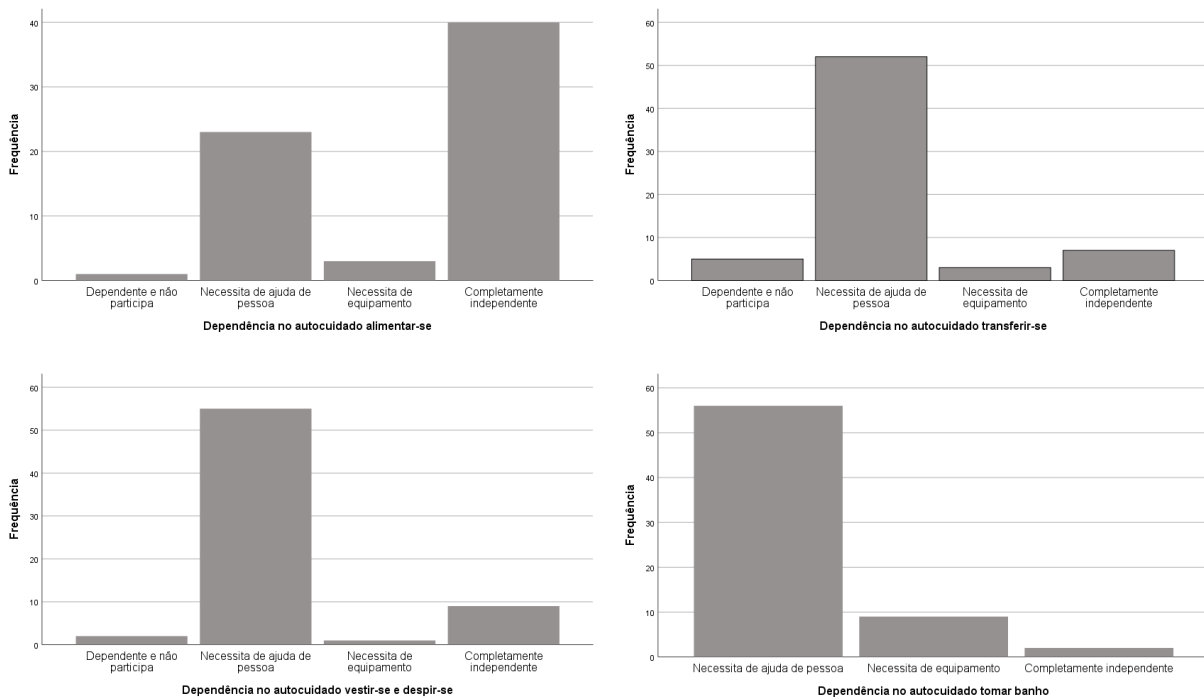 40
30
20
10
0
Frequência
Dependente e não participa
Necessita de ajuda de pessoa
Necessita de equipamento
Completamente independente
Dependência no autocuidado alimentar-se
60
50
40
30
20
10
0
Frequência
Dependente e não participa
Necessita de ajuda de pessoa
Necessita de equipamento
Completamente independente
Dependência no autocuidado transferir-se
60
50
40
30
20
10
0
Frequência
Dependente e não participa
Necessita de ajuda de pessoa
Necessita de equipamento
Completamente independente
Dependência no autocuidado vestir-se e despir-se
60
50
40
30
20
10
0
Frequência
Necessita de ajuda de pessoa
Necessita de equipamento
Completamente independente
Dependência no autocuidado tomar banho